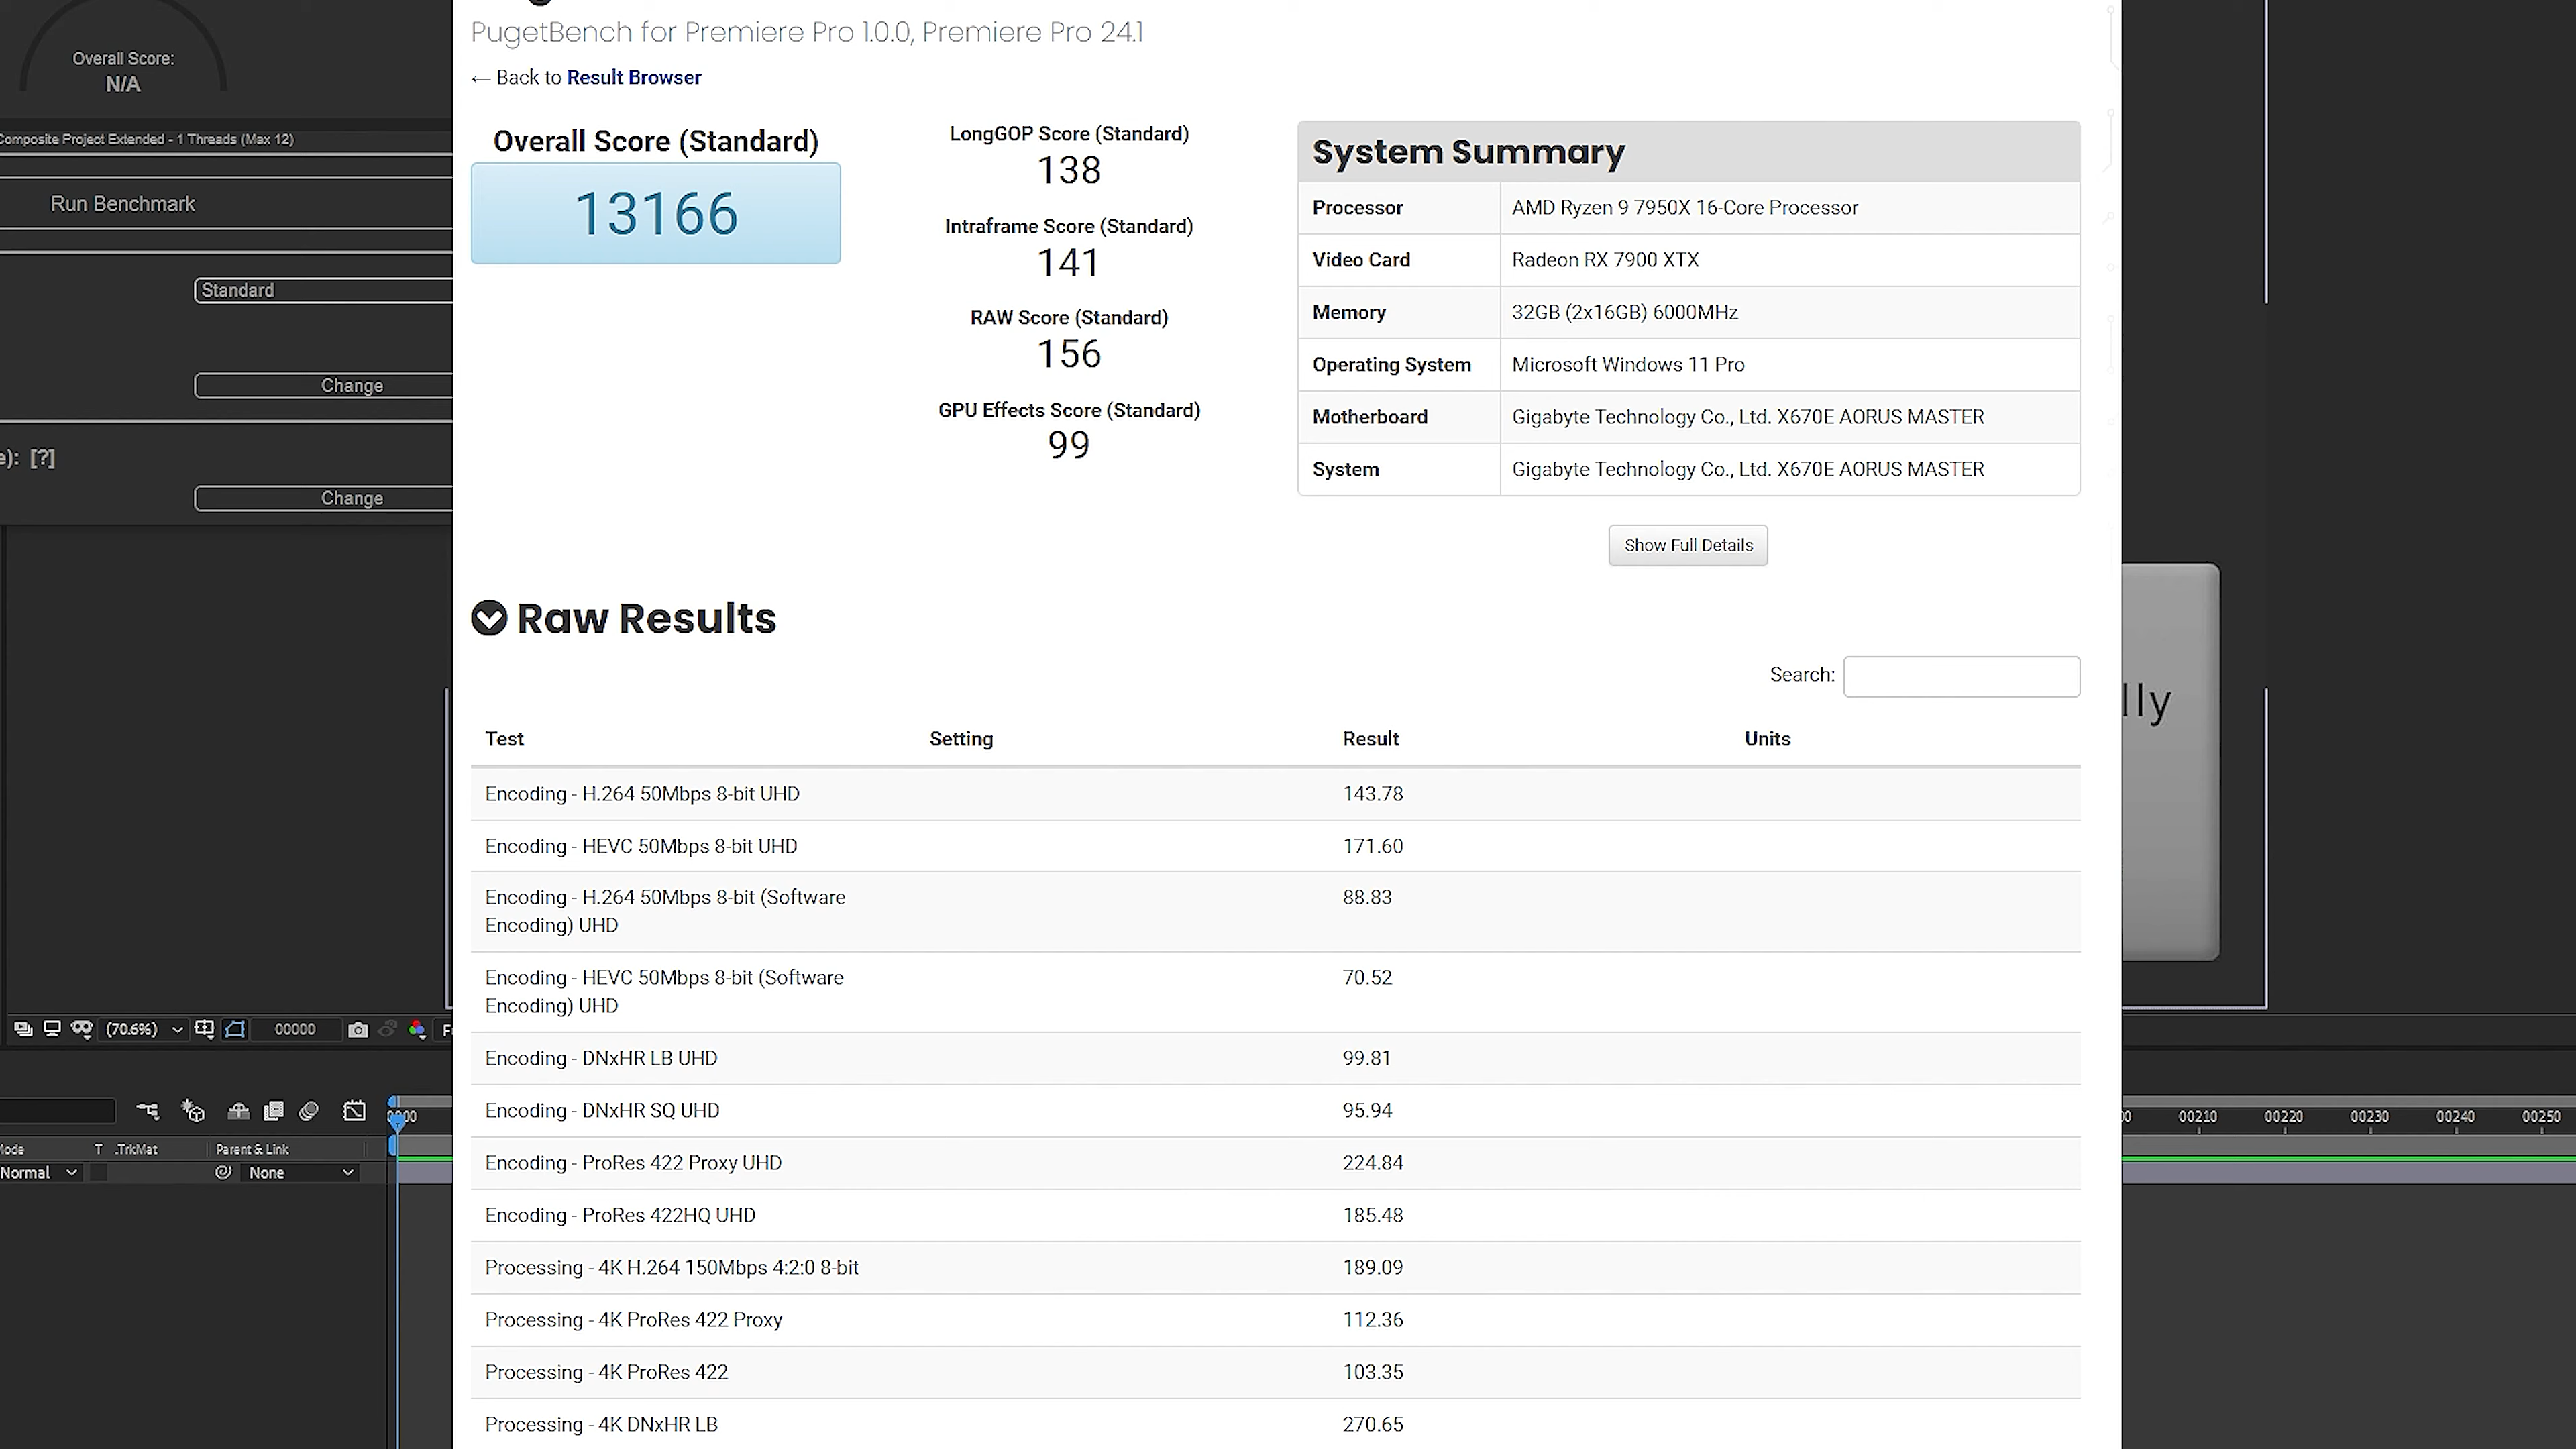 Overall Score:
N/A
Composite Project Extended - 1 Threads (Max 12)
Run Benchmark
Standard
Change
e): [?]
Change
PugetBench for Premiere Pro 1.0.0, Premiere Pro 24.1
← Back to Result Browser
Overall Score (Standard)
13166
LongGOP Score (Standard)
138
Intraframe Score (Standard)
141
RAW Score (Standard)
156
GPU Effects Score (Standard)
99
System Summary
Processor AMD Ryzen 9 7950X 16-Core Processor
Video Card Radeon RX 7900 XTX
Memory 32GB (2x16GB) 6000MHz
Operating System Microsoft Windows 11 Pro
Motherboard Gigabyte Technology Co., Ltd. X670E AORUS MASTER
System Gigabyte Technology Co., Ltd. X670E AORUS MASTER
Show Full Details
Raw Results
Search:
Test Setting Result Units
Encoding - H.264 50Mbps 8-bit UHD 143.78
Encoding - HEVC 50Mbps 8-bit UHD 171.60
Encoding - H.264 50Mbps 8-bit (Software 88.83
Encoding) UHD
Encoding - HEVC 50Mbps 8-bit (Software 70.52
Encoding) UHD
Encoding - DNxHR LB UHD 99.81
Encoding - DNxHR SQ UHD 95.94
Encoding - ProRes 422 Proxy UHD 224.84
Encoding - ProRes 422HQ UHD 185.48
Processing - 4K H.264 150Mbps 4:2:0 8-bit 189.09
Processing - 4K ProRes 422 Proxy 112.36
Processing - 4K ProRes 422 103.35
Processing - 4K DNxHR LB 270.65
lly
(70.6%) 00000
00210 00220 00230 00240 00250
Mode T .TrkMat Parent & Link
Normal None